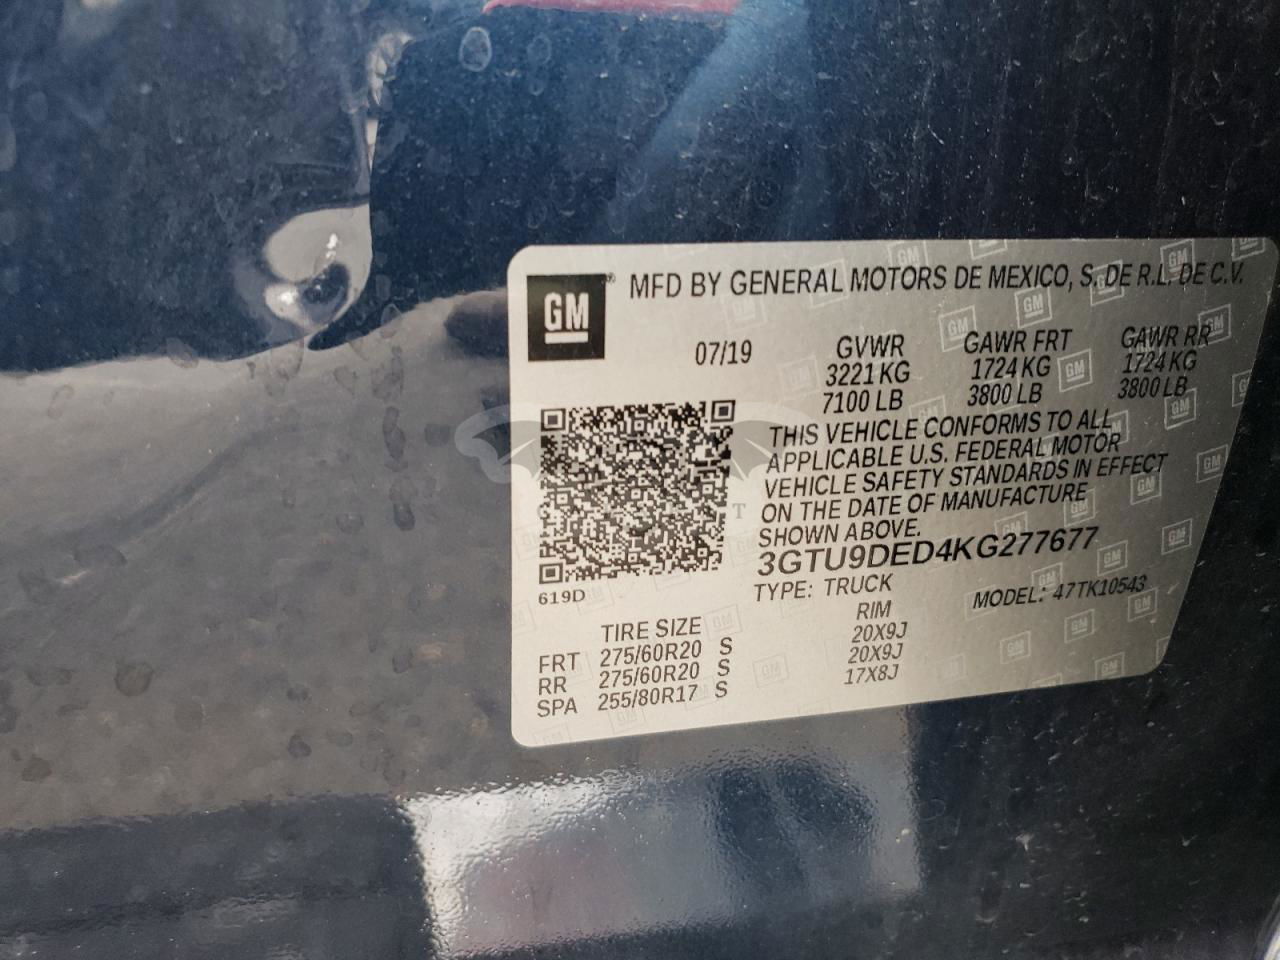 GM
MFD BY GENERAL MOTORS DE MEXICO, S. DE R.L. DE C.V.
07/19
GVWR GAWR FRT GAWR RR
3221 KG 1724 KG 1724 KG
7100 LB 3800 LB 3800 LB
THIS VEHICLE CONFORMS TO ALL
APPLICABLE U.S. FEDERAL MOTOR
VEHICLE SAFETY STANDARDS IN EFFECT
ON THE DATE OF MANUFACTURE
SHOWN ABOVE.
3GTU9DED4KG277677
619D
TYPE: TRUCK MODEL: 47TK10543
TIRE SIZE RIM
FRT 275/60R20 S 20X9J
RR 275/60R20 S 20X9J
SPA 255/80R17 S 17X8J